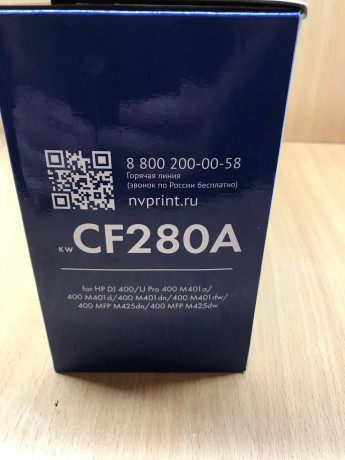 8 800 200-00-58
Горячая линия
(звонок по России бесплатно)
nvprint.ru
KW CF280A
for HP DJ 400/LJ Pro 400 M401a/
400 M401d/400 M401dn/400 M401dw/
400 MFP M425dn/400 MFP M425dw